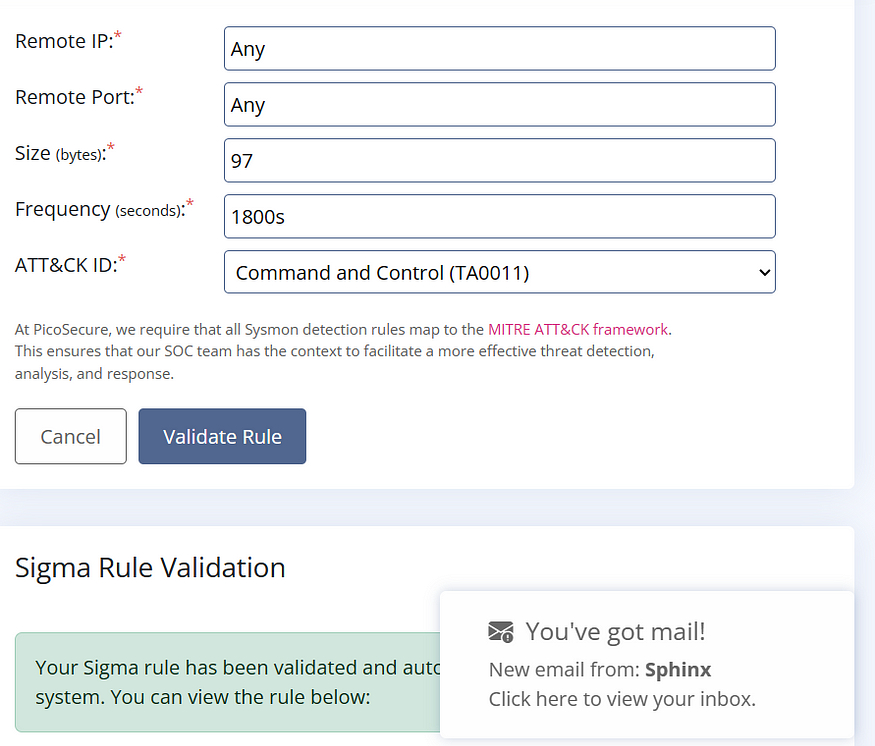 Remote IP:*
Any
Remote Port:*
Any
Size (bytes):*
97
Frequency (seconds):*
1800s
ATT&CK ID:*
Command and Control (TA0011)
At PicoSecure, we require that all Sysmon detection rules map to the MITRE ATT&CK framework.
This ensures that our SOC team has the context to facilitate a more effective threat detection,
analysis, and response.
Cancel
Validate Rule
Sigma Rule Validation
Your Sigma rule has been validated and
system. You can view the rule below:
You've got mail!
New email from: Sphinx
Click here to view your inbox.